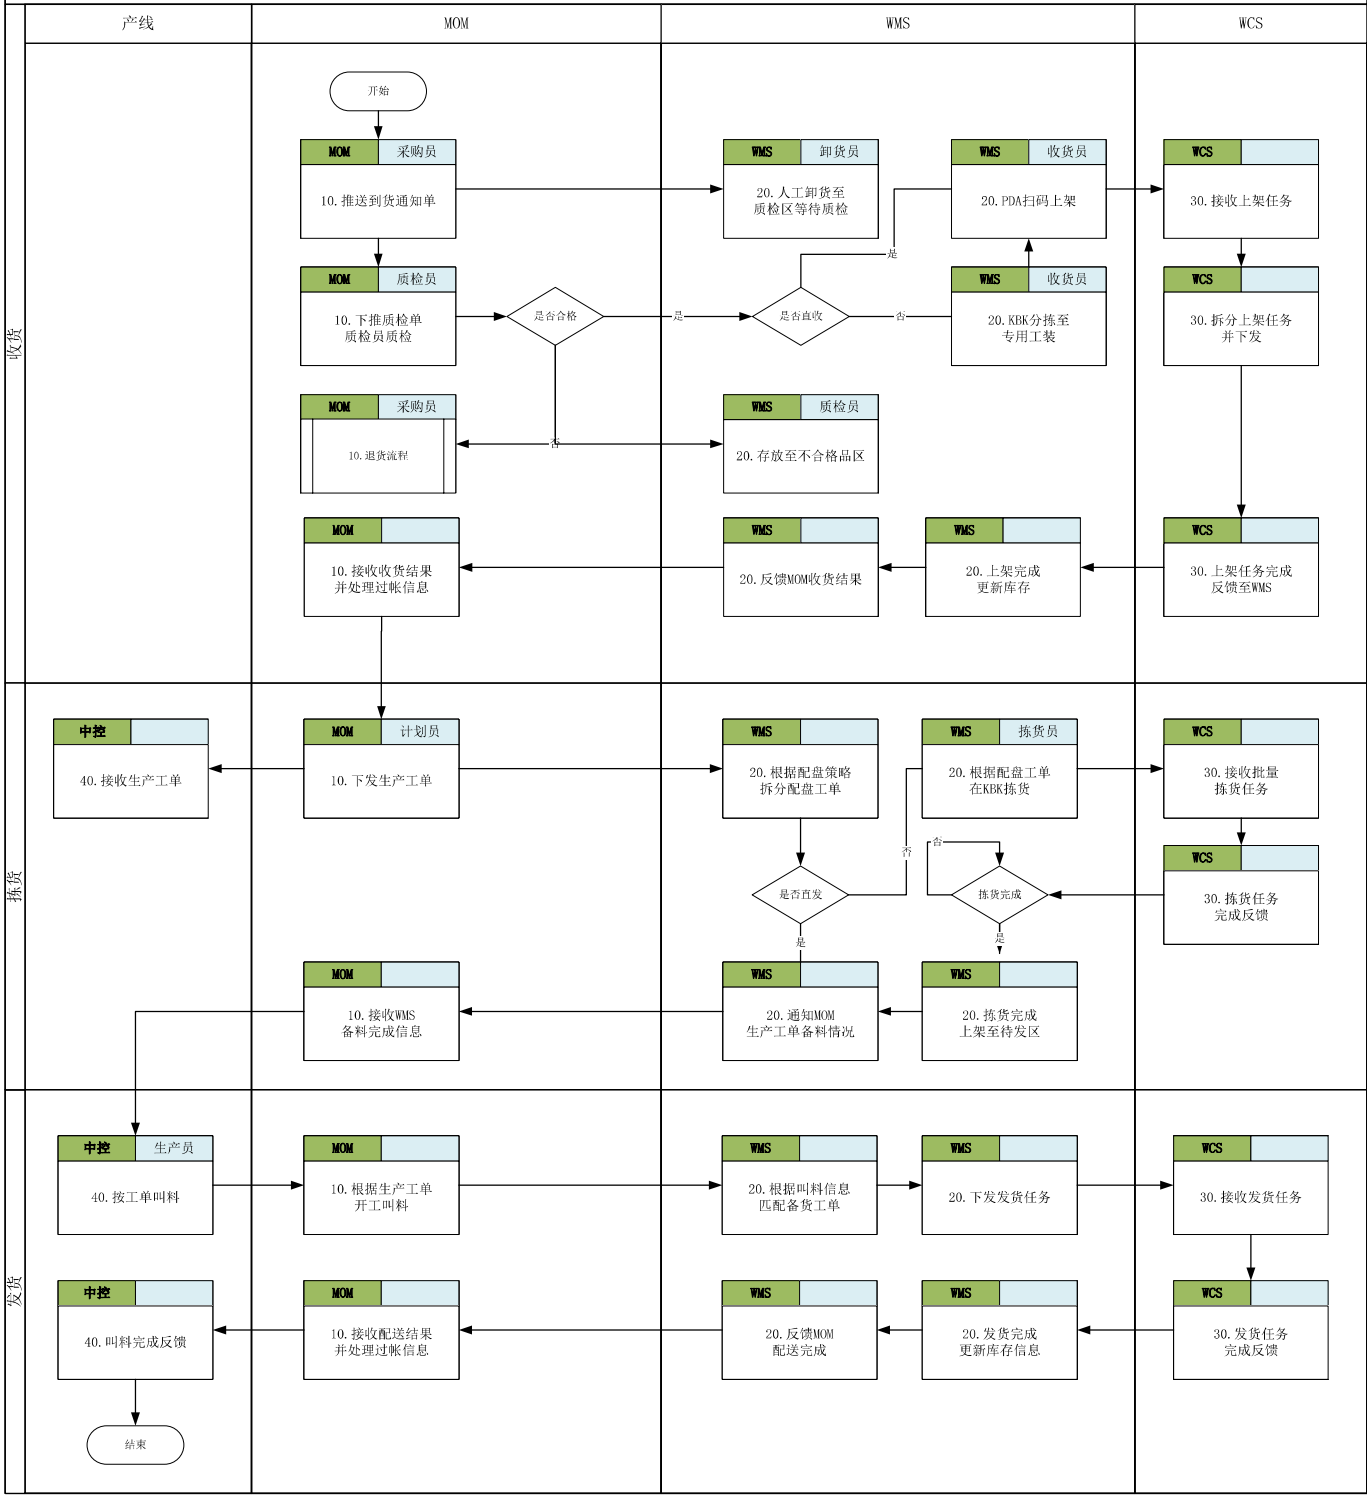 产线
MOM
WMS
WCS
收货
开始
MOM 采购员
10.推送到货通知单
WMS 卸货员
20.人工卸货至
质检区等待质检
WMS 收货员
20.PDA扫码上架
WCS
30.接收上架任务
是
MOM 质检员
10.下推质检单
质检员质检
是否合格
是
是否直收
否
WMS 收货员
20.KBK分拣至
专用工装
WCS
30.拆分上架任务
并下发
MOM 采购员
10.退货流程
否
WMS 质检员
20.存放至不合格品区
MOM
10.接收收货结果
并处理过帐信息
WMS
20.反馈MOM收货结果
WMS
20.上架完成
更新库存
WCS
30.上架任务完成
反馈至WMS
拣货
中控
40.接收生产工单
MOM 计划员
10.下发生产工单
WMS
20.根据配盘策略
拆分配盘工单
WMS 拣货员
20.根据配盘工单
在KBK拣货
WCS
30.接收批量
拣货任务
否
否
是否直发
拣货完成
WCS
30.拣货任务
完成反馈
是
是
MOM
10.接收WMS
备料完成信息
WMS
20.通知MOM
生产工单备料情况
WMS
20.拣货完成
上架至待发区
发货
中控 生产员
40.按工单叫料
MOM
10.根据生产工单
开工叫料
WMS
20.根据叫料信息
匹配备货工单
WMS
20.下发发货任务
WCS
30.接收发货任务
中控
40.叫料完成反馈
MOM
10.接收配送结果
并处理过帐信息
WMS
20.反馈MOM
配送完成
WMS
20.发货完成
更新库存信息
WCS
30.发货任务
完成反馈
结束